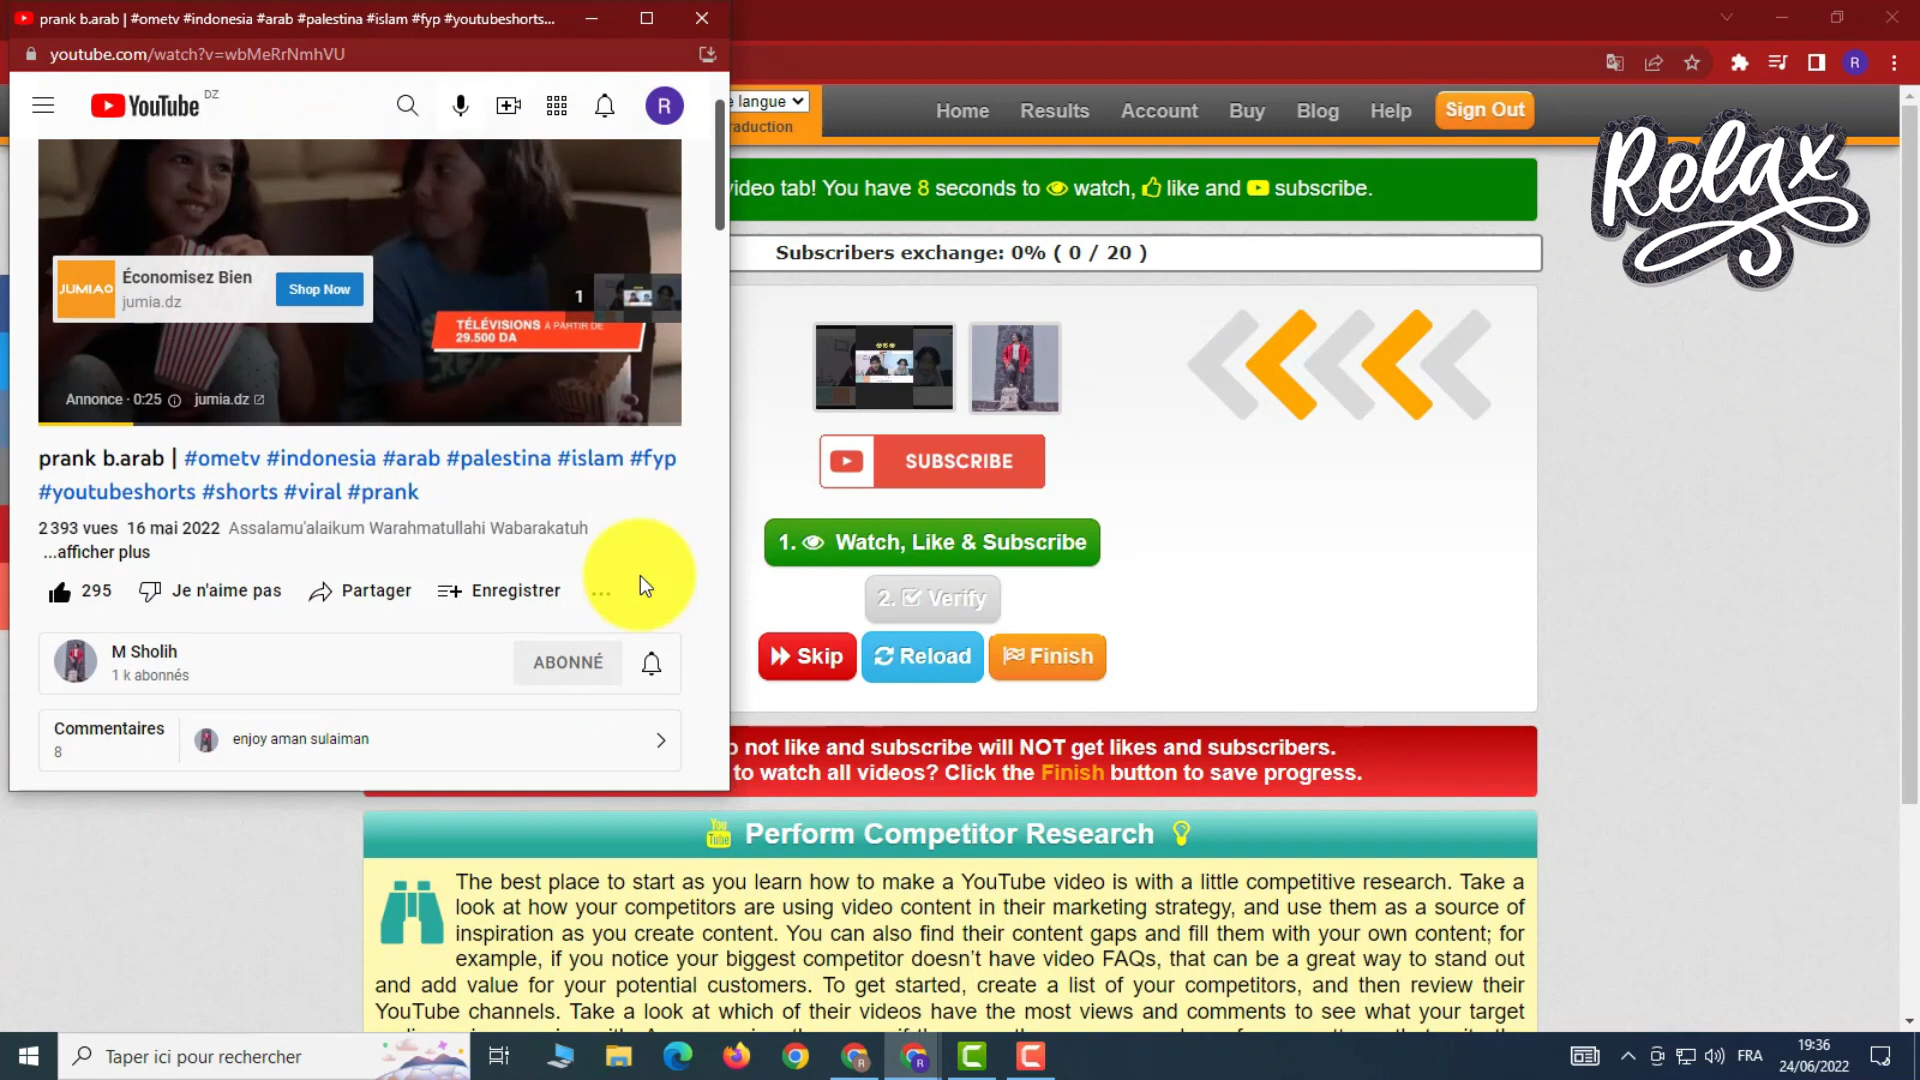 prank b.arab | #ometv #indonesia #arab #palestina #islam #fyp #youtubeshorts...
youtube.com/watch?v=wbMeRrNmhVU
YouTube DZ
R
Économisez Bien
JUMIA
jumia.dz
Shop Now
1
TÉLÉVISIONS À PARTIR DE
29.500 DA
Annonce · 0:25
jumia.dz
prank b.arab | #ometv #indonesia #arab #palestina #islam #fyp
#youtubeshorts #shorts #viral #prank
2 393 vues 16 mai 2022 Assalamu'alaikum Warahmatullahi Wabarakatuh
...afficher plus
295 Je n'aime pas Partager Enregistrer ...
M Sholih
1 k abonnés
ABONNÉ
Commentaires
8
enjoy aman sulaiman
R
e langue
raduction
Home Results Account Buy Blog Help Sign Out
Relax
video tab! You have 8 seconds to watch, like and subscribe.
Subscribers exchange: 0% ( 0 / 20 )
SUBSCRIBE
1. Watch, Like & Subscribe
2. Verify
Skip Reload Finish
o not like and subscribe will NOT get likes and subscribers.
to watch all videos? Click the Finish button to save progress.
You Tube Perform Competitor Research
The best place to start as you learn how to make a YouTube video is with a little competitive research. Take a
look at how your competitors are using video content in their marketing strategy, and use them as a source of
inspiration as you create content. You can also find their content gaps and fill them with your own content; for
example, if you notice your biggest competitor doesn’t have video FAQs, that can be a great way to stand out
and add value for your potential customers. To get started, create a list of your competitors, and then review their
YouTube channels. Take a look at which of their videos have the most views and comments to see what your target
Taper ici pour rechercher
R
R
C
C
FRA
19:36
24/06/2022